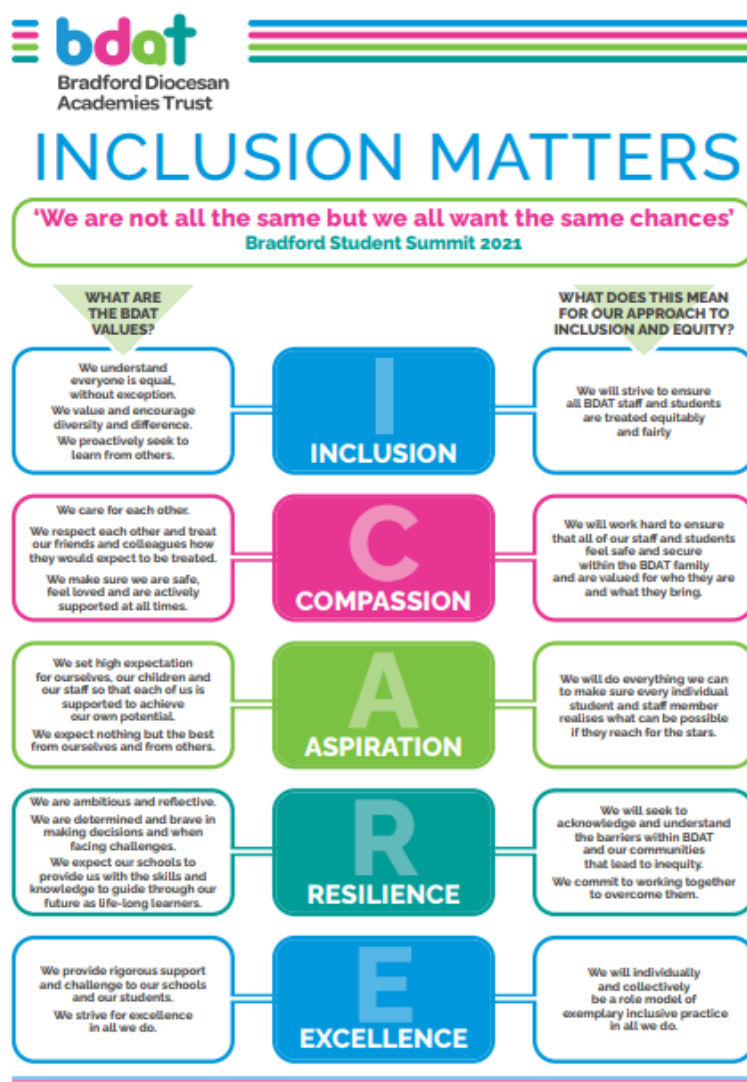 bdat
Bradford Diocesan
Academies Trust
INCLUSION MATTERS
‘We are not all the same but we all want the same chances’
Bradford Student Summit 2021
WHAT ARE
THE BDAT
VALUES?
WHAT DOES THIS MEAN
FOR OUR APPROACH TO
INCLUSION AND EQUITY?
We understand
everyone is equal,
without exception.
We value and encourage
diversity and difference.
We proactively seek to
learn from others.
I
INCLUSION
We will strive to ensure
all BDAT staff and students
are treated equitably
and fairly
We care for each other.
We respect each other and treat
our friends and colleagues how
they would expect to be treated.
We make sure we are safe,
feel loved and are actively
supported at all times.
C
COMPASSION
We will work hard to ensure
that all of our staff and students
feel safe and secure
within the BDAT family
and are valued for who they are
and what they bring.
We set high expectation
for ourselves, our children and
our staff so that each of us is
supported to achieve
our own potential.
We expect nothing but the best
from ourselves and from others.
A
ASPIRATION
We will do everything we can
to make sure every individual
student and staff member
realises what can be possible
if they reach for the stars.
We are ambitious and reflective.
We are determined and brave in
making decisions and when
facing challenges.
We expect our schools to
provide us with the skills and
knowledge to guide through our
future as life-long learners.
R
RESILIENCE
We will seek to
acknowledge and understand
the barriers within BDAT
and our communities
that lead to inequity.
We commit to working together
to overcome them.
We provide rigorous support
and challenge to our schools
and our students.
We strive for excellence
in all we do.
E
EXCELLENCE
We will individually
and collectively
be a role model of
exemplary inclusive practice
in all we do.